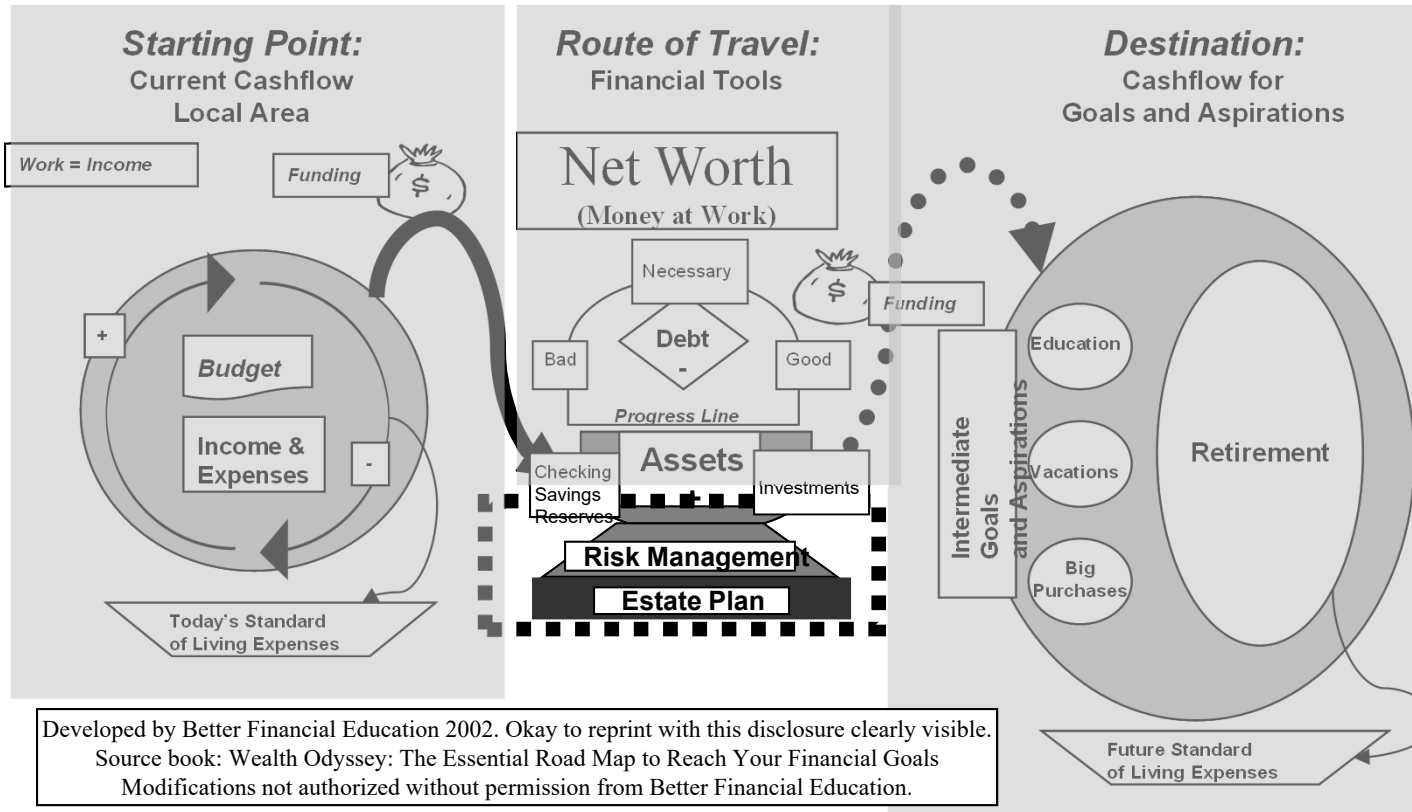 Starting Point:
Current Cashflow
Local Area
Work = Income
Funding
$
+
Budget
Income &
Expenses
-
Today's Standard
of Living Expenses
Route of Travel:
Financial Tools
Net Worth
(Money at Work)
Necessary
Bad
Debt
-
Good
Progress Line
Assets
+
Checking
Savings
Reserves
Investments
Risk Management
Estate Plan
$
Funding
Destination:
Cashflow for
Goals and Aspirations
Intermediate
Goals
and Aspirations
Education
Vacations
Big
Purchases
Retirement
Future Standard
of Living Expenses
Developed by Better Financial Education 2002. Okay to reprint with this disclosure clearly visible.
Source book: Wealth Odyssey: The Essential Road Map to Reach Your Financial Goals
Modifications not authorized without permission from Better Financial Education.